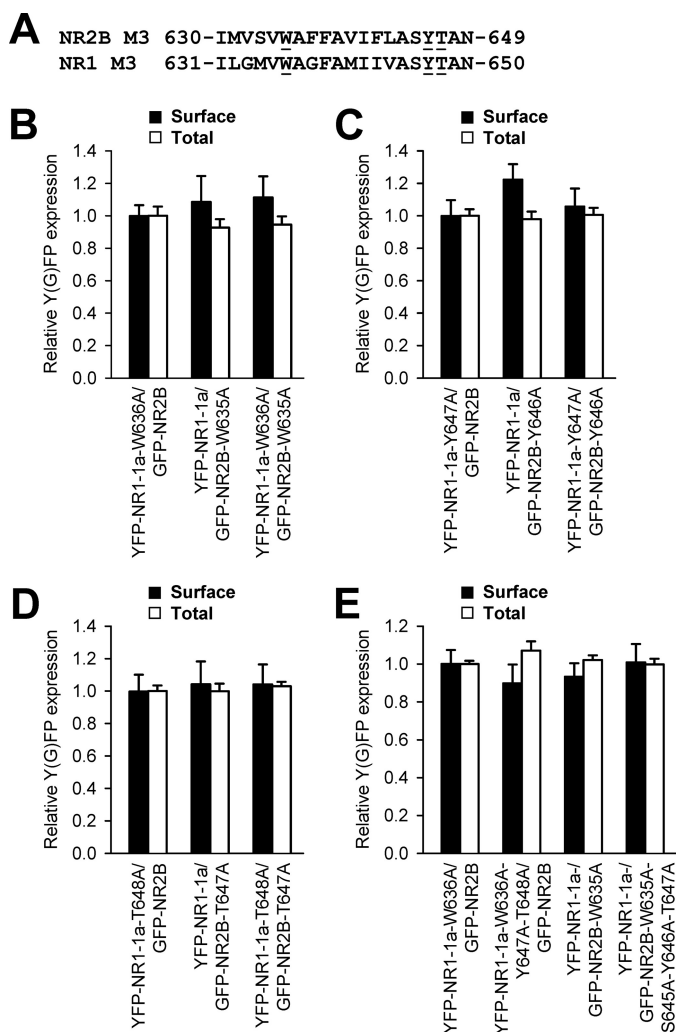 A
NR2B M3 630-IMVSVWAFFAVIFLASYTAN-649
NR1 M3 631-ILGMVWAGFAMIIVASYTAN-650
B
Surface
Total
Relative Y(G)FP expression
1.4
1.2
1.0
0.8
0.6
0.4
0.2
0.0
YFP-NR1-1a-W636A/
GFP-NR2B
YFP-NR1-1a/
GFP-NR2B-W635A
YFP-NR1-1a-W636A/
GFP-NR2B-W635A
C
Surface
Total
Relative Y(G)FP expression
1.4
1.2
1.0
0.8
0.6
0.4
0.2
0.0
YFP-NR1-1a-Y647A/
GFP-NR2B
YFP-NR1-1a/
GFP-NR2B-Y646A
YFP-NR1-1a-Y647A/
GFP-NR2B-Y646A
D
Surface
Total
Relative Y(G)FP expression
1.4
1.2
1.0
0.8
0.6
0.4
0.2
0.0
YFP-NR1-1a-T648A/
GFP-NR2B
YFP-NR1-1a/
GFP-NR2B-T647A
YFP-NR1-1a-T648A/
GFP-NR2B-T647A
E
Surface
Total
Relative Y(G)FP expression
1.2
1.0
0.8
0.6
0.4
0.2
0.0
YFP-NR1-1a-W636A/
GFP-NR2B
YFP-NR1-1a-W636A-
Y647A-T648A/
GFP-NR2B
YFP-NR1-1a-/
GFP-NR2B-W635A
YFP-NR1-1a-/
GFP-NR2B-W635A-
S645A-Y646A-T647A